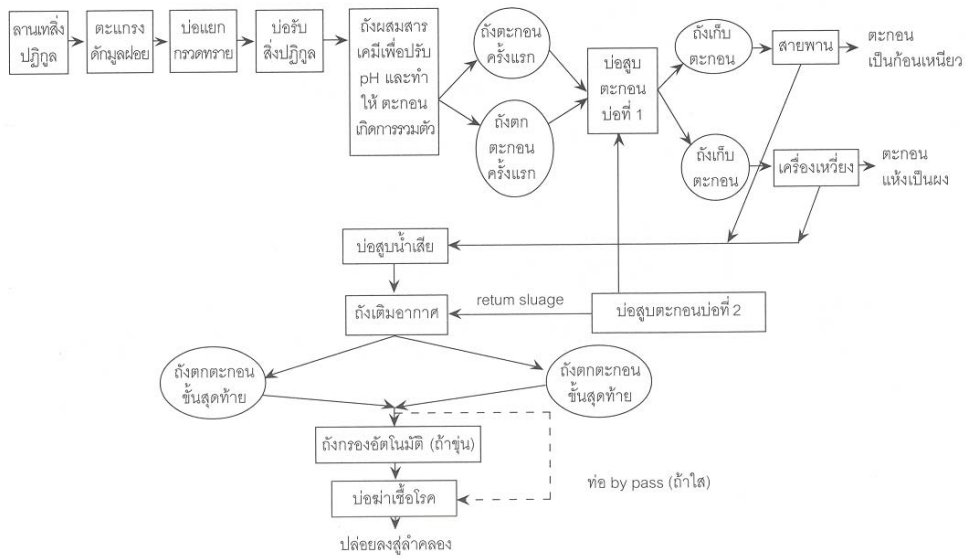 ลานเทสิ่ง
ปฏิกูล
ตะแกรง
ดักมูลฝอย
บ่อแยก
กรวดทราย
บ่อรับ
สิ่งปฏิกูล
ถังผสมสาร
เคมีเพื่อปรับ
pH และทำ
ให้ ตะกอน
เกิดการรวมตัว
ถังตะกอน
ครั้งแรก
ถังตก
ตะกอน
ครั้งแรก
บ่อสูบ
ตะกอน
บ่อที่ 1
ถังเก็บ
ตะกอน
ถังเก็บ
ตะกอน
สายพาน
ตะกอน
เป็นก้อนเหนียว
เครื่องเหวี่ยง
ตะกอน
แห้งเป็นผง
บ่อสูบน้ำเสีย
ถังเติมอากาศ
retum sluage
บ่อสูบตะกอนบ่อที่ 2
ถังตกตะกอน
ขั้นสุดท้าย
ถังตกตะกอน
ขั้นสุดท้าย
ถังกรองอัตโนมัติ (ถ้าขุ่น)
ท่อ by pass (ถ้าใส)
บ่อฆ่าเชื้อโรค
ปล่อยลงสู่ลำคลอง